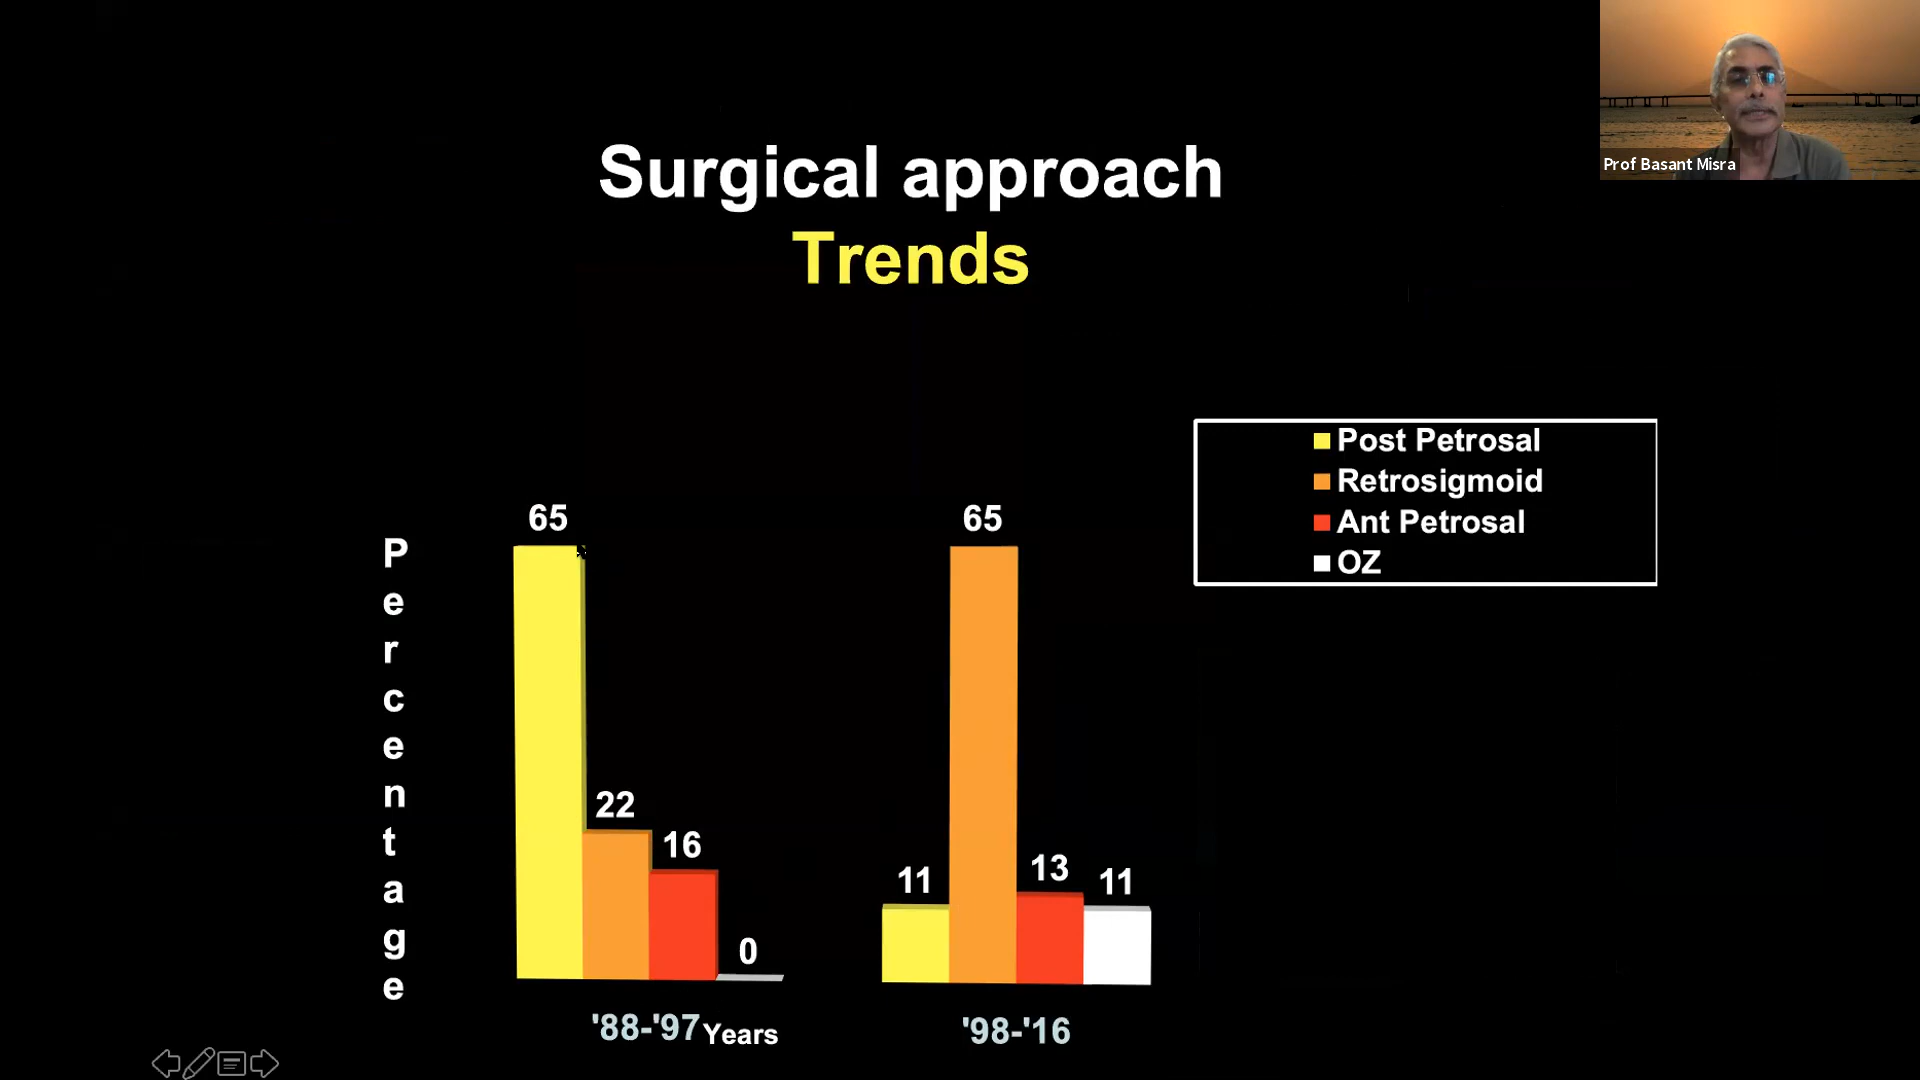 Surgical approach
Trends
Prof Basant Misra
Post Petrosal
Retrosigmoid
Ant Petrosal
OZ
Percentage
65
22
16
0
11
65
13
11
'88-'97
Years
'98-'16